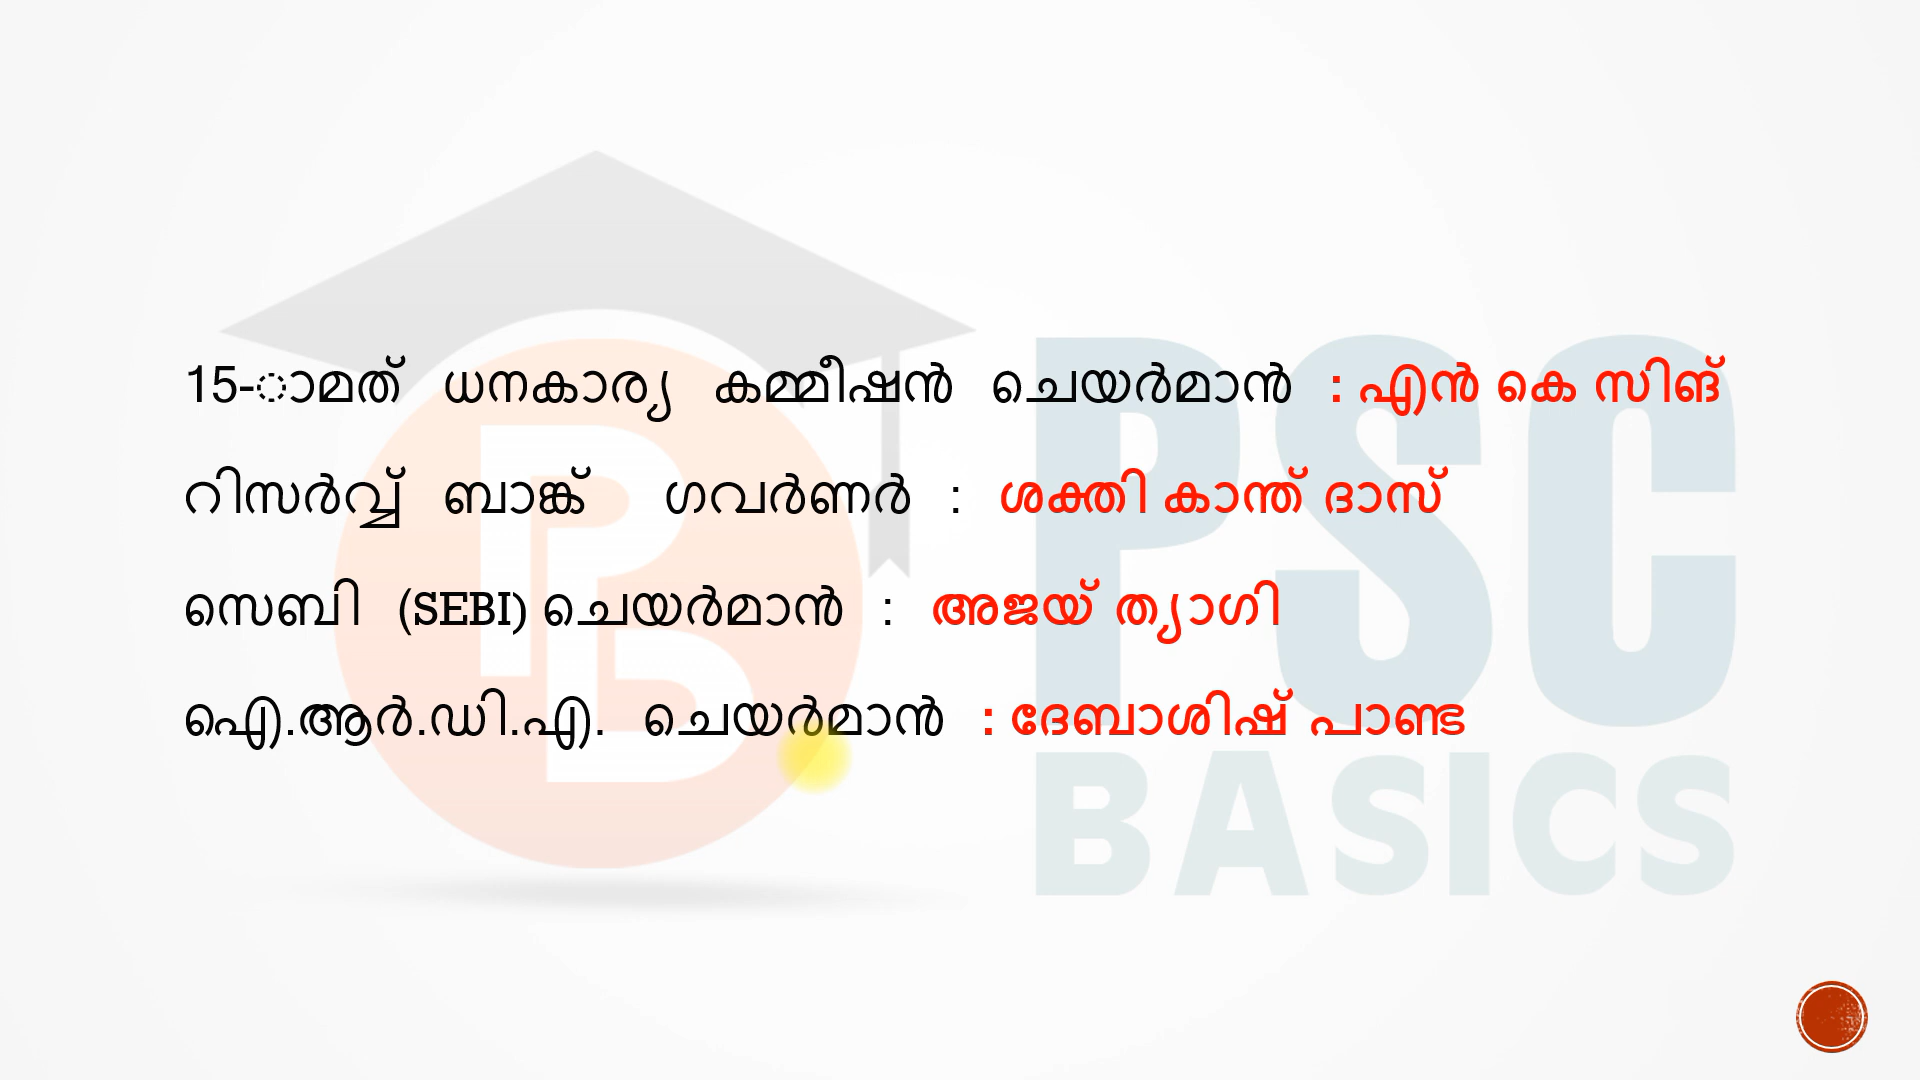 15-ാമത് ധനകാര്യ കമ്മീഷൻ ചെയർമാൻ : എൻ കെ സിങ്
റിസർവ്വ് ബാങ്ക് ഗവർണർ : ശക്തി കാന്ത് ദാസ്
സെബി (SEBI) ചെയർമാൻ : അജയ് ത്യാഗി
ഐ.ആർ.ഡി.എ. ചെയർമാൻ : ദേബാശിഷ് പാണ്ട
PSC
BASICS